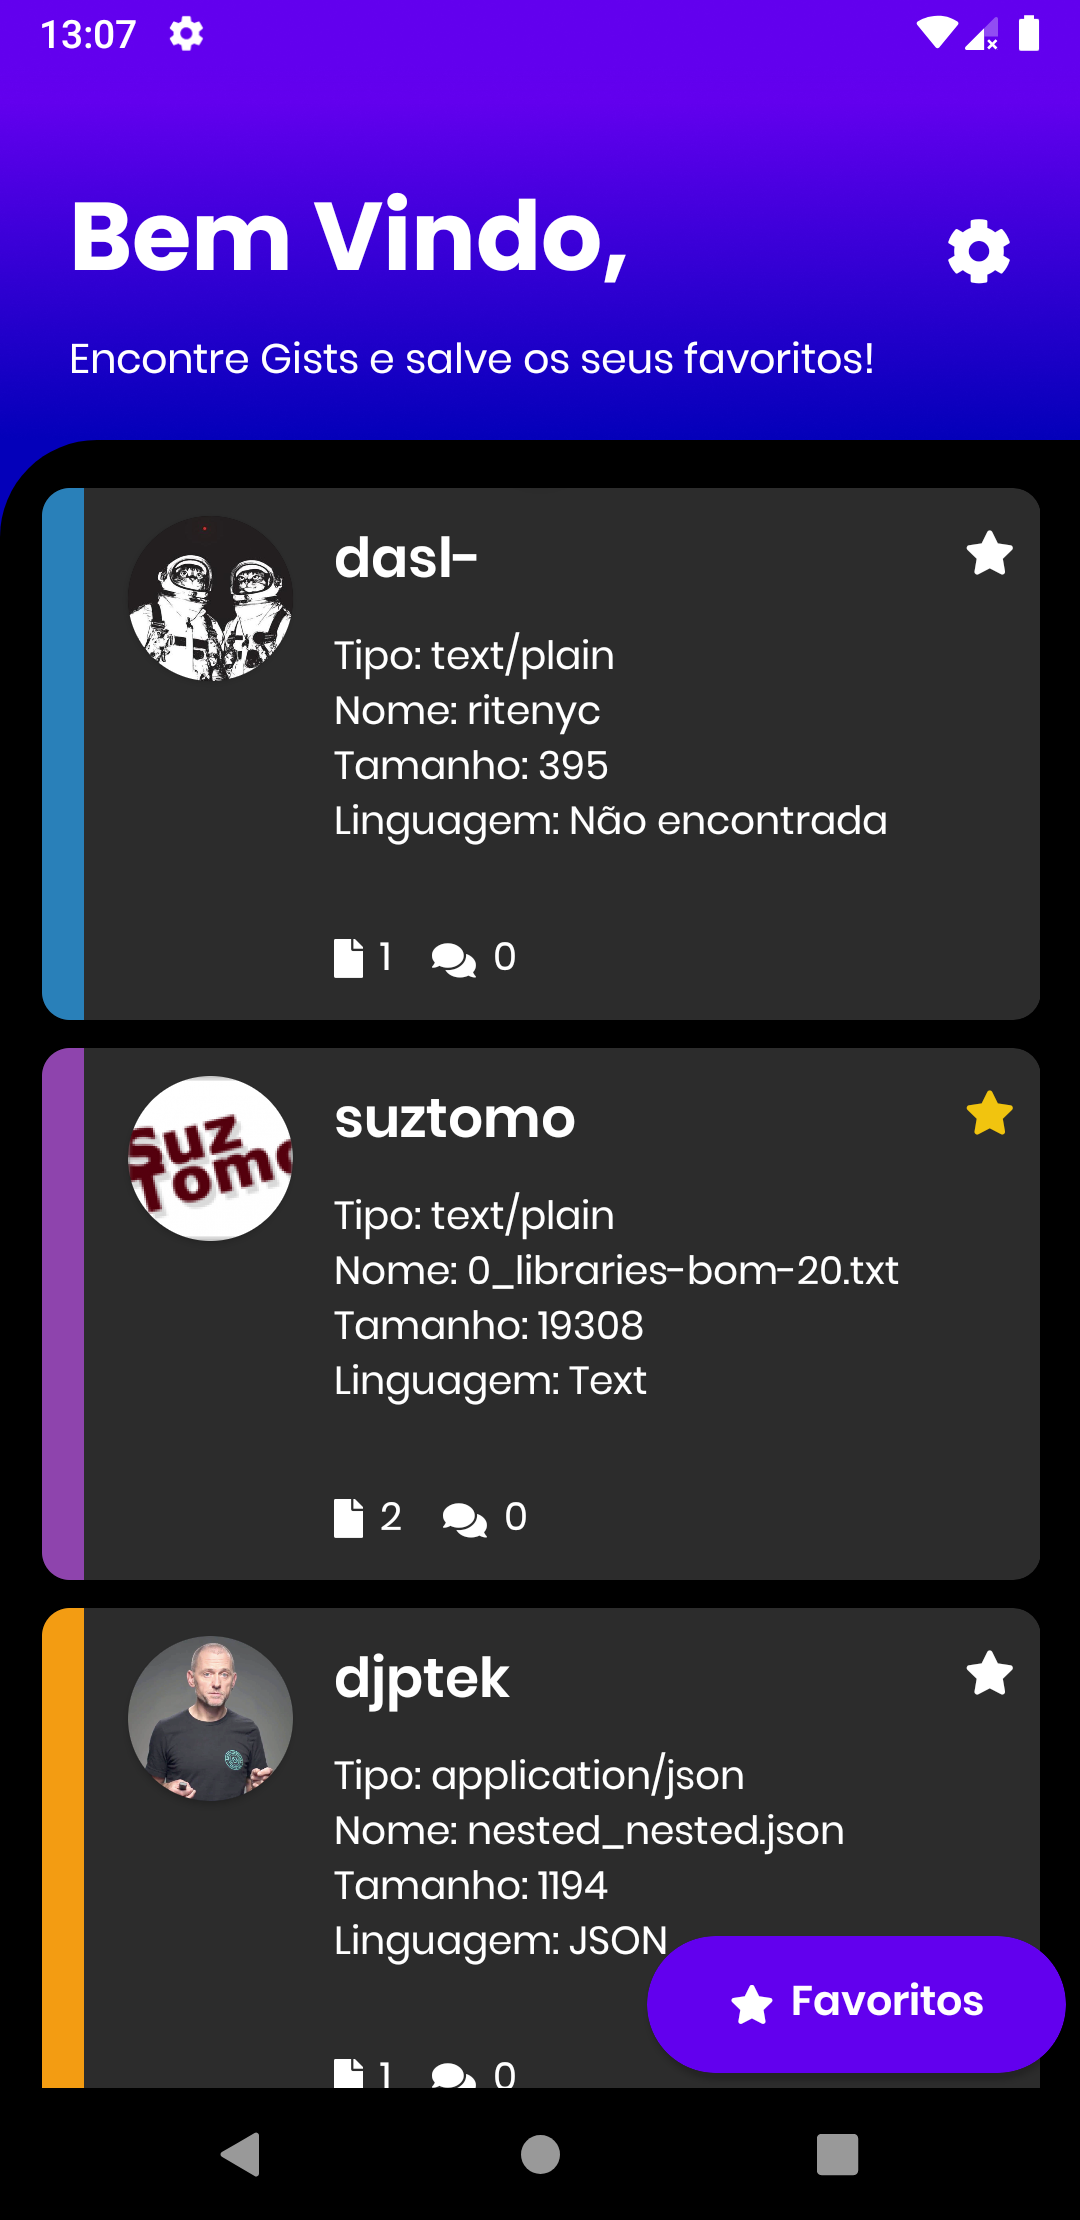 13:07
Bem Vindo,
Encontre Gists e salve os seus favoritos!
dasl-
Tipo: text/plain
Nome: ritenyc
Tamanho: 395
Linguagem: Não encontrada
1 0
Suz
Tomo
suztomo
Tipo: text/plain
Nome: 0_libraries-bom-20.txt
Tamanho: 19308
Linguagem: Text
2 0
djptek
Tipo: application/json
Nome: nested_nested.json
Tamanho: 1194
Linguagem: JSON
Favoritos
1 0